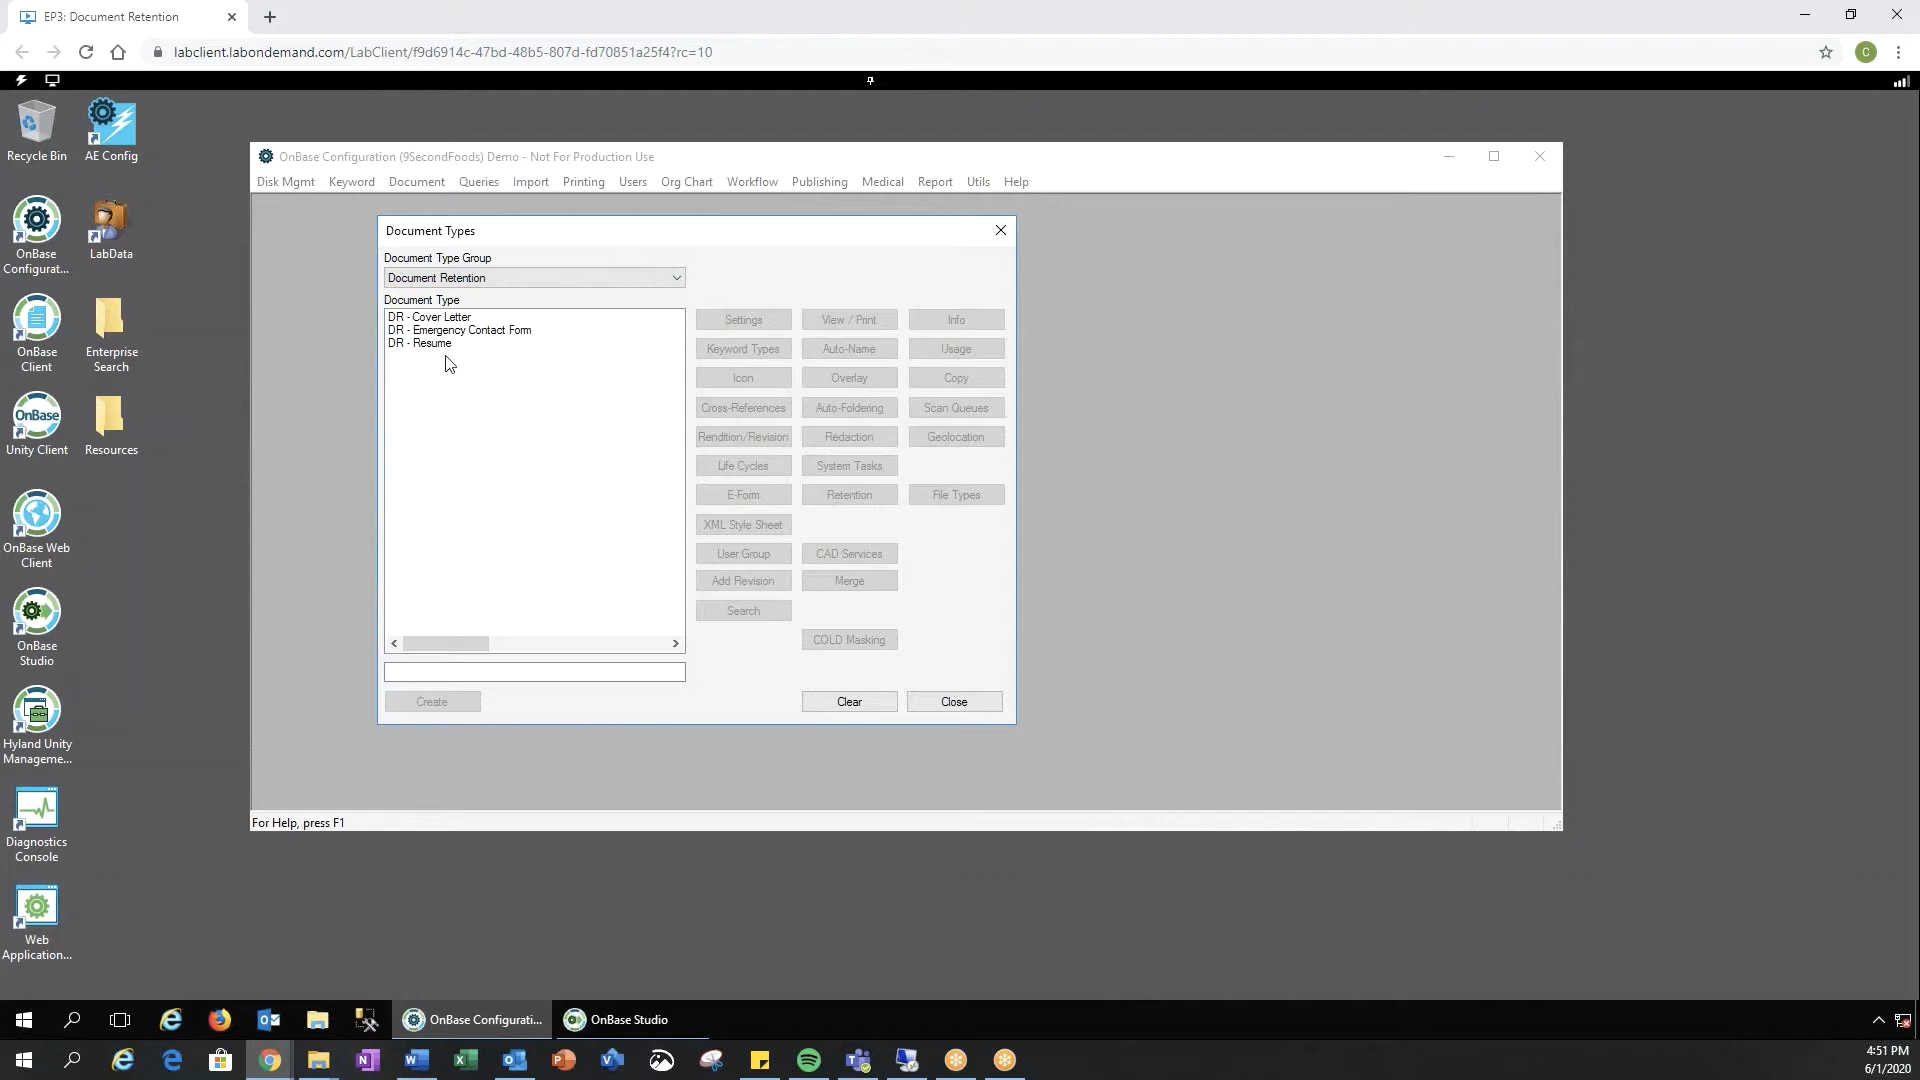 EP3: Document Retention
labclient.labondemand.com/LabClient/f9d6914c-47bd-48b5-807d-fd70851a25f4?rc=10
C
Recycle Bin
AE Config
OnBase
Configurat...
LabData
OnBase
Client
Enterprise
Search
OnBase
Unity Client
Resources
OnBase Web
Client
OnBase
Studio
Hyland Unity
Manageme...
Diagnostics
Console
Web
Application...
OnBase Configuration (9SecondFoods) Demo - Not For Production Use
Disk Mgmt Keyword Document Queries Import Printing Users Org Chart Workflow Publishing Medical Report Utils Help
Document Types
Document Type Group
Document Retention
Document Type
DR - Cover Letter
DR - Emergency Contact Form
DR - Resume
Settings View / Print Info
Keyword Types Auto-Name Usage
Icon Overlay Copy
Cross-References Auto-Foldering Scan Queues
Rendition/Revision Redaction Geolocation
Life Cycles System Tasks
E-Form Retention File Types
XML Style Sheet
User Group CAD Services
Add Revision Merge
Search
COLD Masking
Create Clear Close
For Help, press F1
OnBase Configurati... OnBase Studio
4:51 PM
6/1/2020